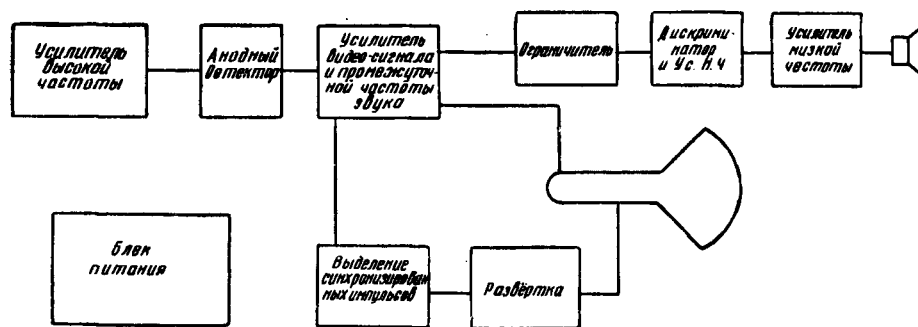 Усилитель
высокой
частоты
Анодный
детектор
Усилитель
видео-сигнала
и промежуточ-
ной частоты
звука
Ограничитель
Дискрими-
натор
и Ус. Н.Ч
Усилитель
низкой
частоты
Блок
питания
Выделение
синхронизирован-
ных импульсов
Развёртка